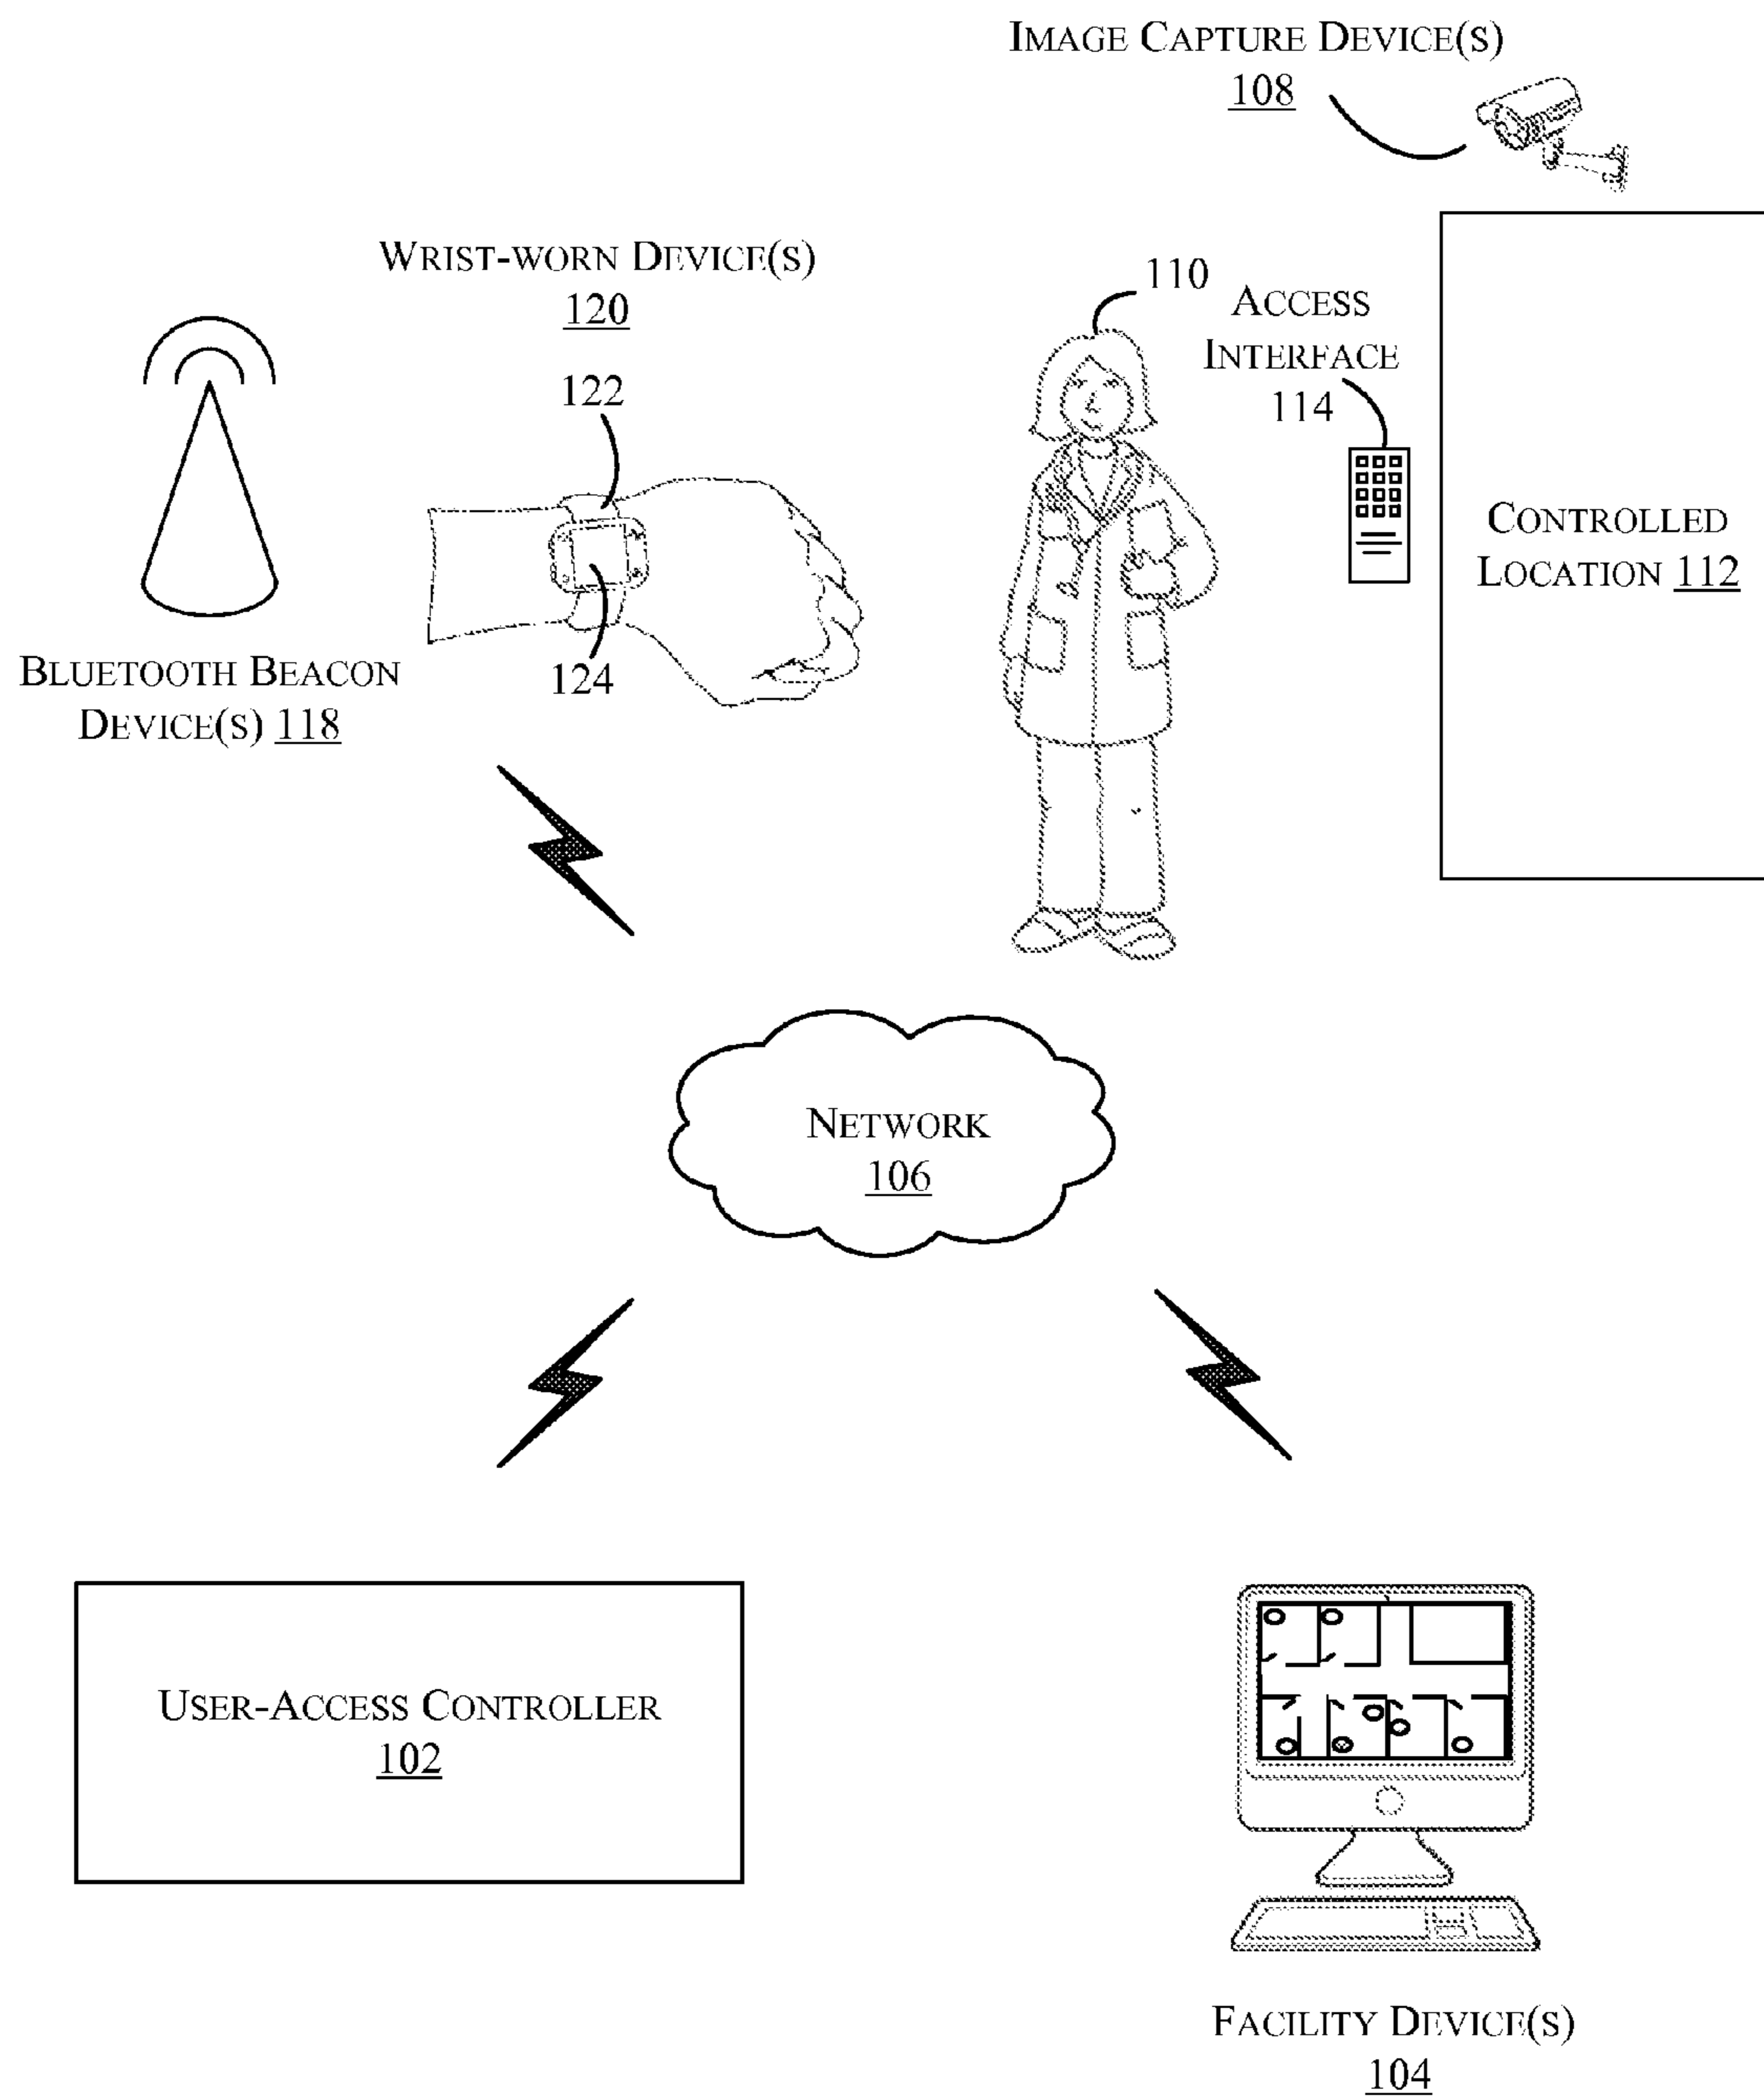 IMAGE CAPTURE DEVICE(S)
108
WRIST-WORN DEVICE(S)
120
110
ACCESS
INTERFACE
114
122
CONTROLLED
LOCATION 112
124
BLUETOOTH BEACON
DEVICE(S) 118
NETWORK
106
USER-ACCESS CONTROLLER
102
FACILITY DEVICE(S)
104